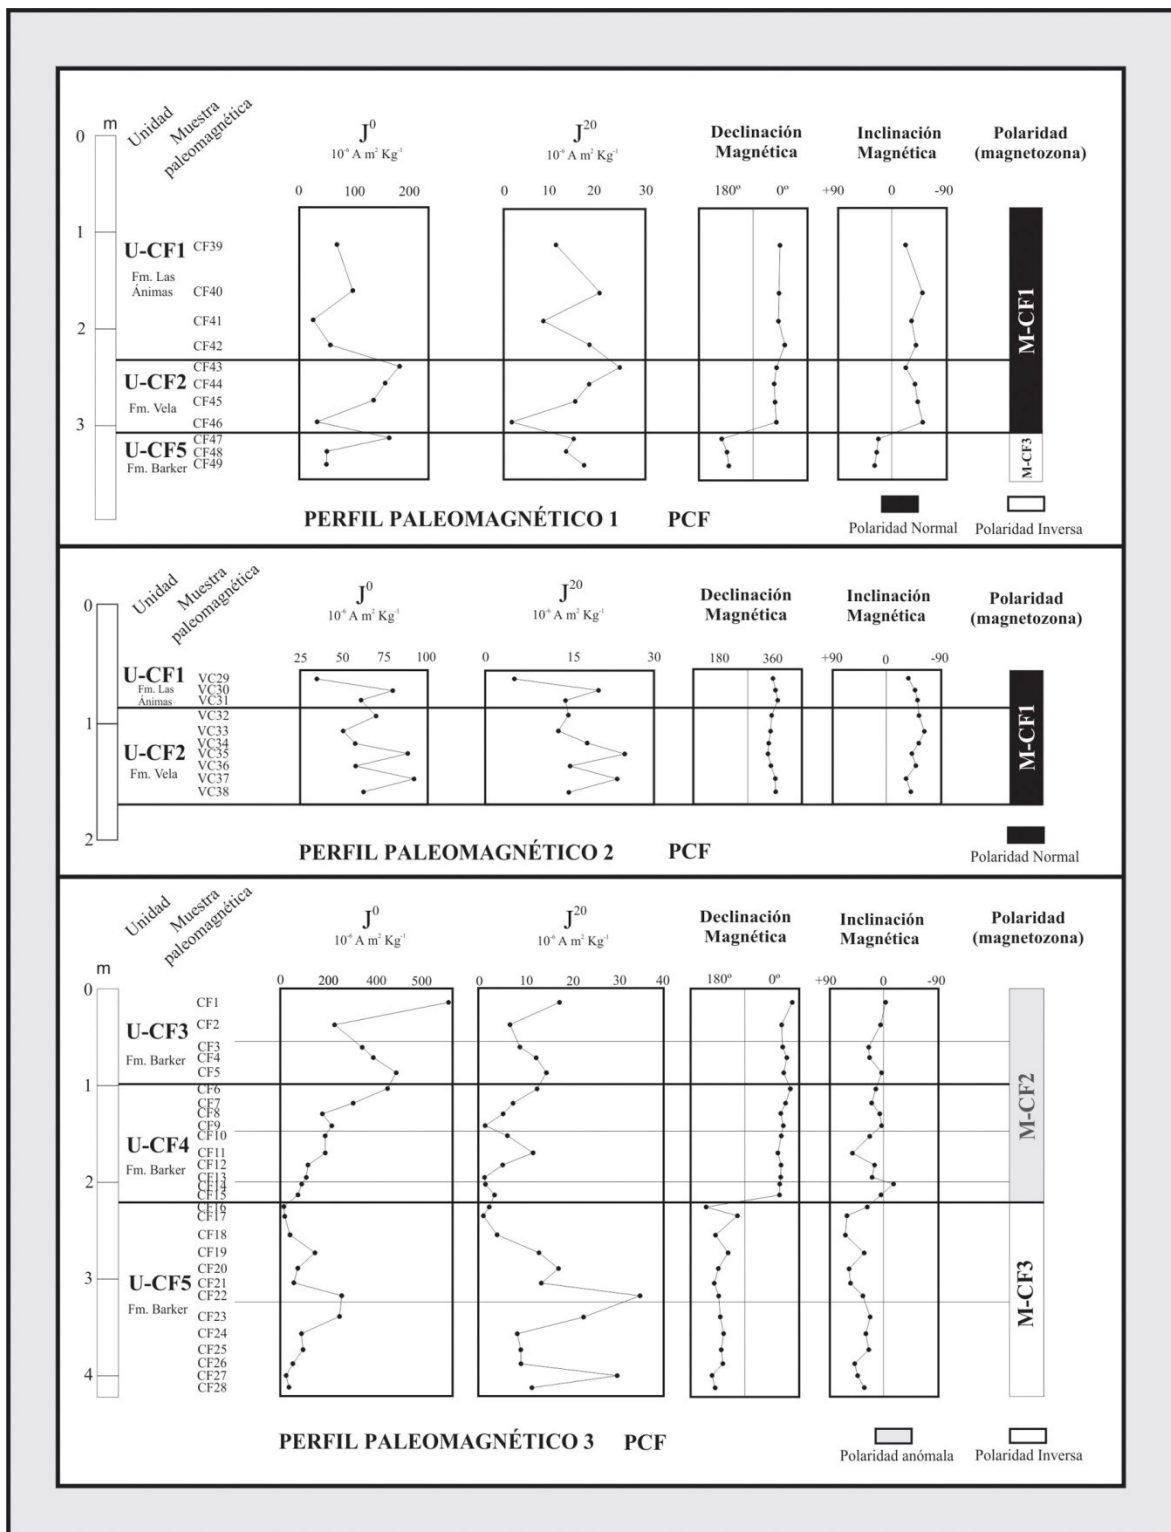 Unidad
Muestra
paleomagnética
J⁰
10⁻⁶ A m² Kg⁻¹
J²⁰
10⁻⁶ A m² Kg⁻¹
Declinación
Magnética
Inclinación
Magnética
Polaridad
(magnetozona)
m
0
1
2
3
0 100 200
0 10 20 30
180º 0º
+90 0 -90
U-CF1
Fm. Las
Ánimas
CF39
CF40
CF41
CF42
U-CF2
Fm. Vela
CF43
CF44
CF45
CF46
U-CF5
Fm. Barker
CF47
CF48
CF49
M-CF1
M-CF3
PERFIL PALEOMAGNÉTICO 1 PCF
Polaridad Normal
Polaridad Inversa
Unidad
Muestra
paleomagnética
J⁰
10⁻⁶ A m² Kg⁻¹
J²⁰
10⁻⁶ A m² Kg⁻¹
Declinación
Magnética
Inclinación
Magnética
Polaridad
(magnetozona)
0
1
2
25 50 75 100
0 15 30
180 360
+90 0 -90
U-CF1
Fm. Las
Ánimas
VC29
VC30
VC31
U-CF2
Fm. Vela
VC32
VC33
VC34
VC35
VC36
VC37
VC38
M-CF1
PERFIL PALEOMAGNÉTICO 2 PCF
Polaridad Normal
Unidad
Muestra
paleomagnética
J⁰
10⁻⁶ A m² Kg⁻¹
J²⁰
10⁻⁶ A m² Kg⁻¹
Declinación
Magnética
Inclinación
Magnética
Polaridad
(magnetozona)
m
0
1
2
3
4
0 200 400 500
0 10 20 30 40
180º 0º
+90 0 -90
U-CF3
Fm. Barker
CF1
CF2
CF3
CF4
CF5
U-CF4
Fm. Barker
CF6
CF7
CF8
CF9
CF10
CF11
CF12
CF13
CF14
CF15
U-CF5
Fm. Barker
CF16
CF17
CF18
CF19
CF20
CF21
CF22
CF23
CF24
CF25
CF26
CF27
CF28
M-CF2
M-CF3
PERFIL PALEOMAGNÉTICO 3 PCF
Polaridad anómala
Polaridad Inversa